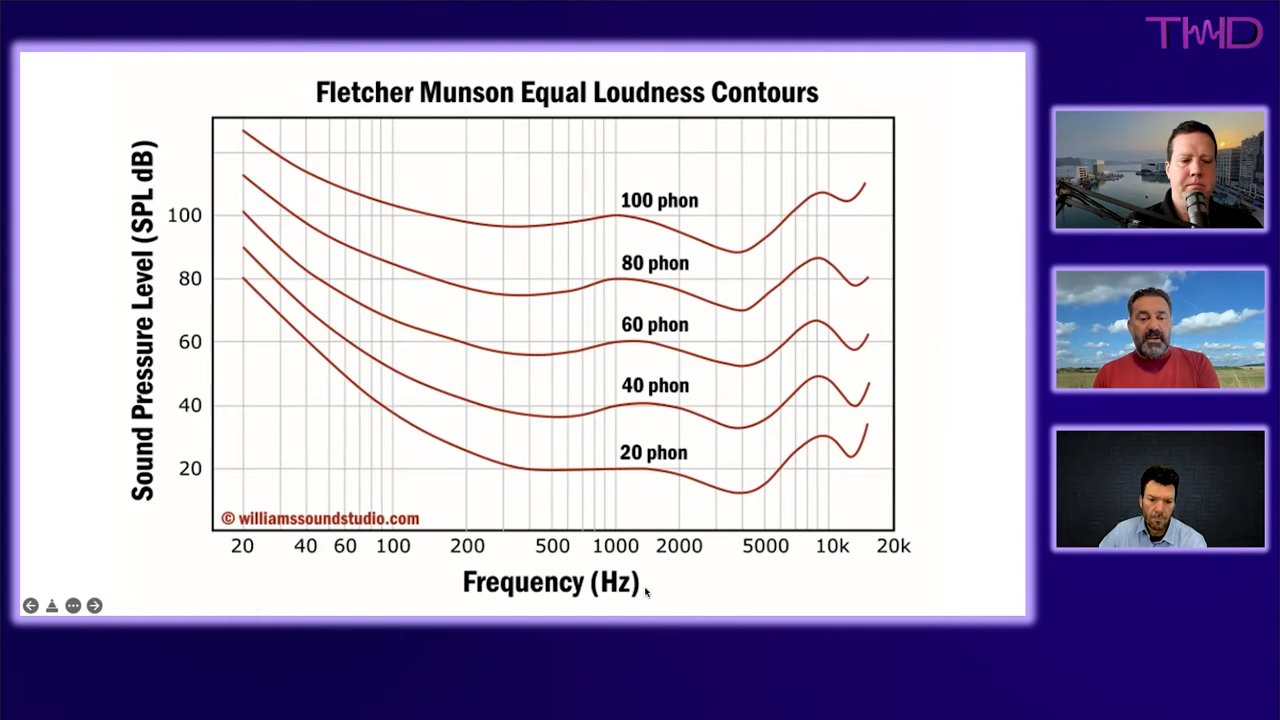 TWD
Fletcher Munson Equal Loudness Contours
Sound Pressure Level (SPL dB)
100
80
60
40
20
100 phon
80 phon
60 phon
40 phon
20 phon
© williamssoundstudio.com
20 40 60 100 200 500 1000 2000 5000 10k 20k
Frequency (Hz)